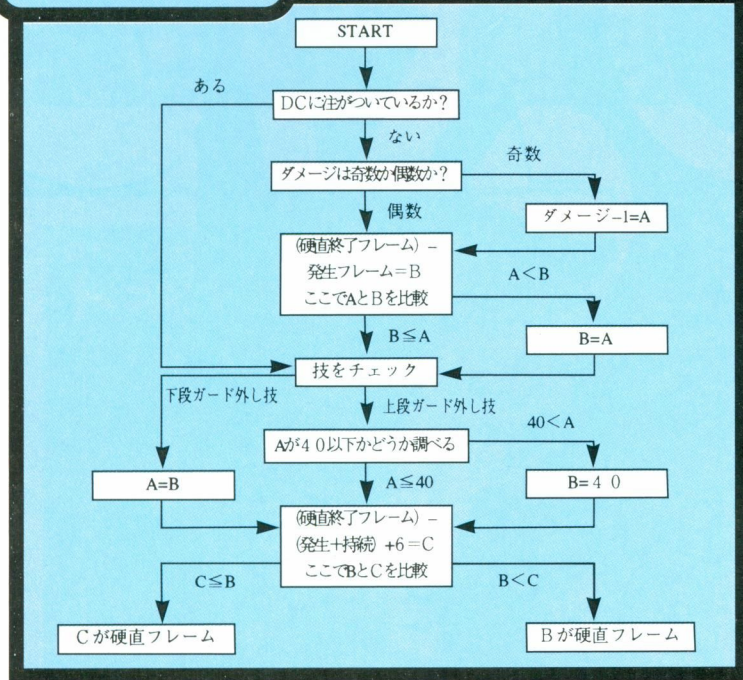 START
ある
DCに注がついているか？
ない
奇数
ダメージは奇数か偶数か？
偶数
ダメージ−1=A
(硬直終了フレーム) −
発生フレーム＝B
ここでAとBを比較
A＜B
B≦A
B=A
技をチェック
下段ガード外し技
上段ガード外し技
40＜A
Aが４０以下かどうか調べる
A=B
A≦40
B=４０
(硬直終了フレーム) −
(発生＋持続) +6＝C
ここでBとCを比較
C≦B
B＜C
Cが硬直フレーム
Bが硬直フレーム